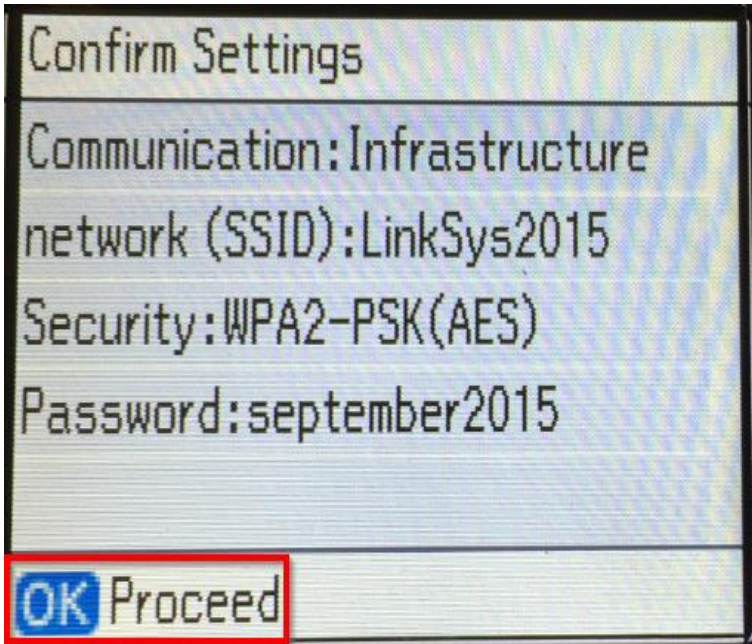 Confirm Settings
Communication:Infrastructure
network (SSID):LinkSys2015
Security:WPA2-PSK(AES)
Password:september2015
OK Proceed